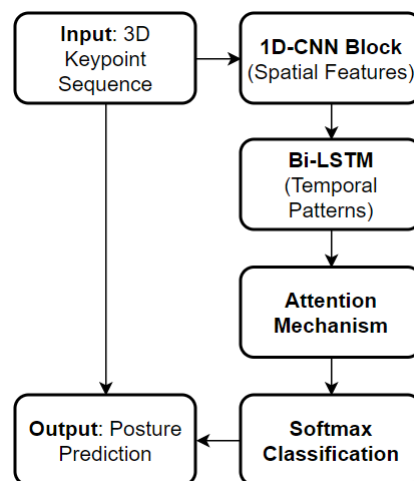 Input: 3D
Keypoint
Sequence
1D-CNN Block
(Spatial Features)
Bi-LSTM
(Temporal
Patterns)
Attention
Mechanism
Softmax
Classification
Output: Posture
Prediction